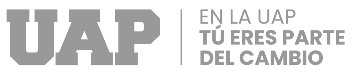 UAP
EN LA UAP
TÚ ERES PARTE
DEL CAMBIO